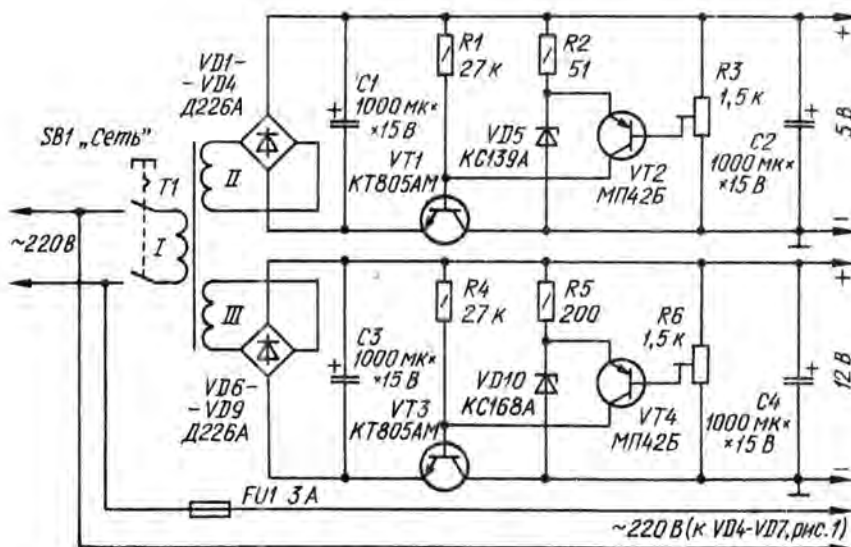 VD1-
-VD4
Д226А
SB1 „Сеть"
T1
I
II
~220В
C1
1000 мк×
×15 В
R1
27 к
R2
51
R3
1,5 к
VD5
КС139А
VT1
КТ805АМ
VT2
МП42Б
C2
1000 мк×
×15 В
+
5 В
−
III
VD6-
-VD9
Д226А
C3
1000 мк×
×15 В
R4
27 к
R5
200
R6
1,5 к
VD10
КС168А
VT3
КТ805АМ
VT4
МП42Б
C4
1000 мк×
×15 В
+
12 В
−
FU1 3 А
~220 В (к VD4-VD7, рис. 1)